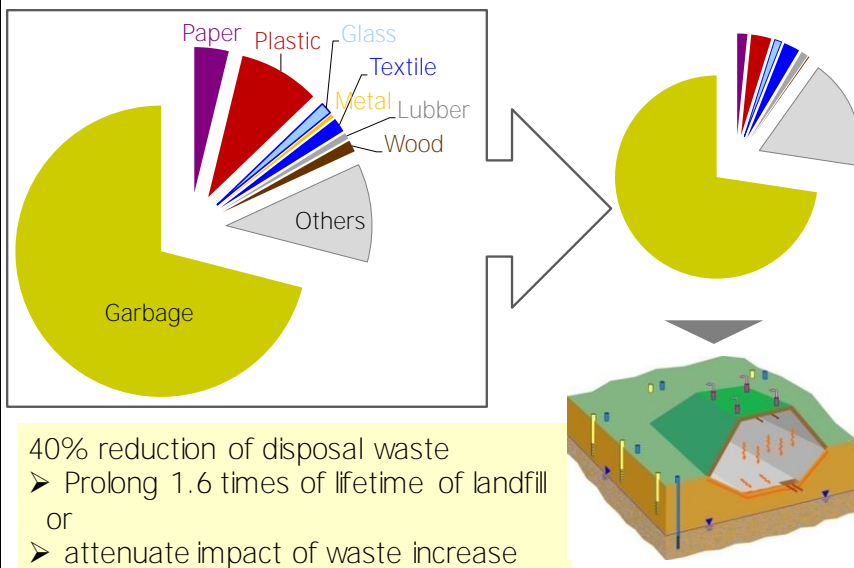 Paper
Plastic
Glass
Textile
Metal
Lubber
Wood
Others
Garbage
40% reduction of disposal waste
➢ Prolong 1.6 times of lifetime of landfill
or
➢ attenuate impact of waste increase